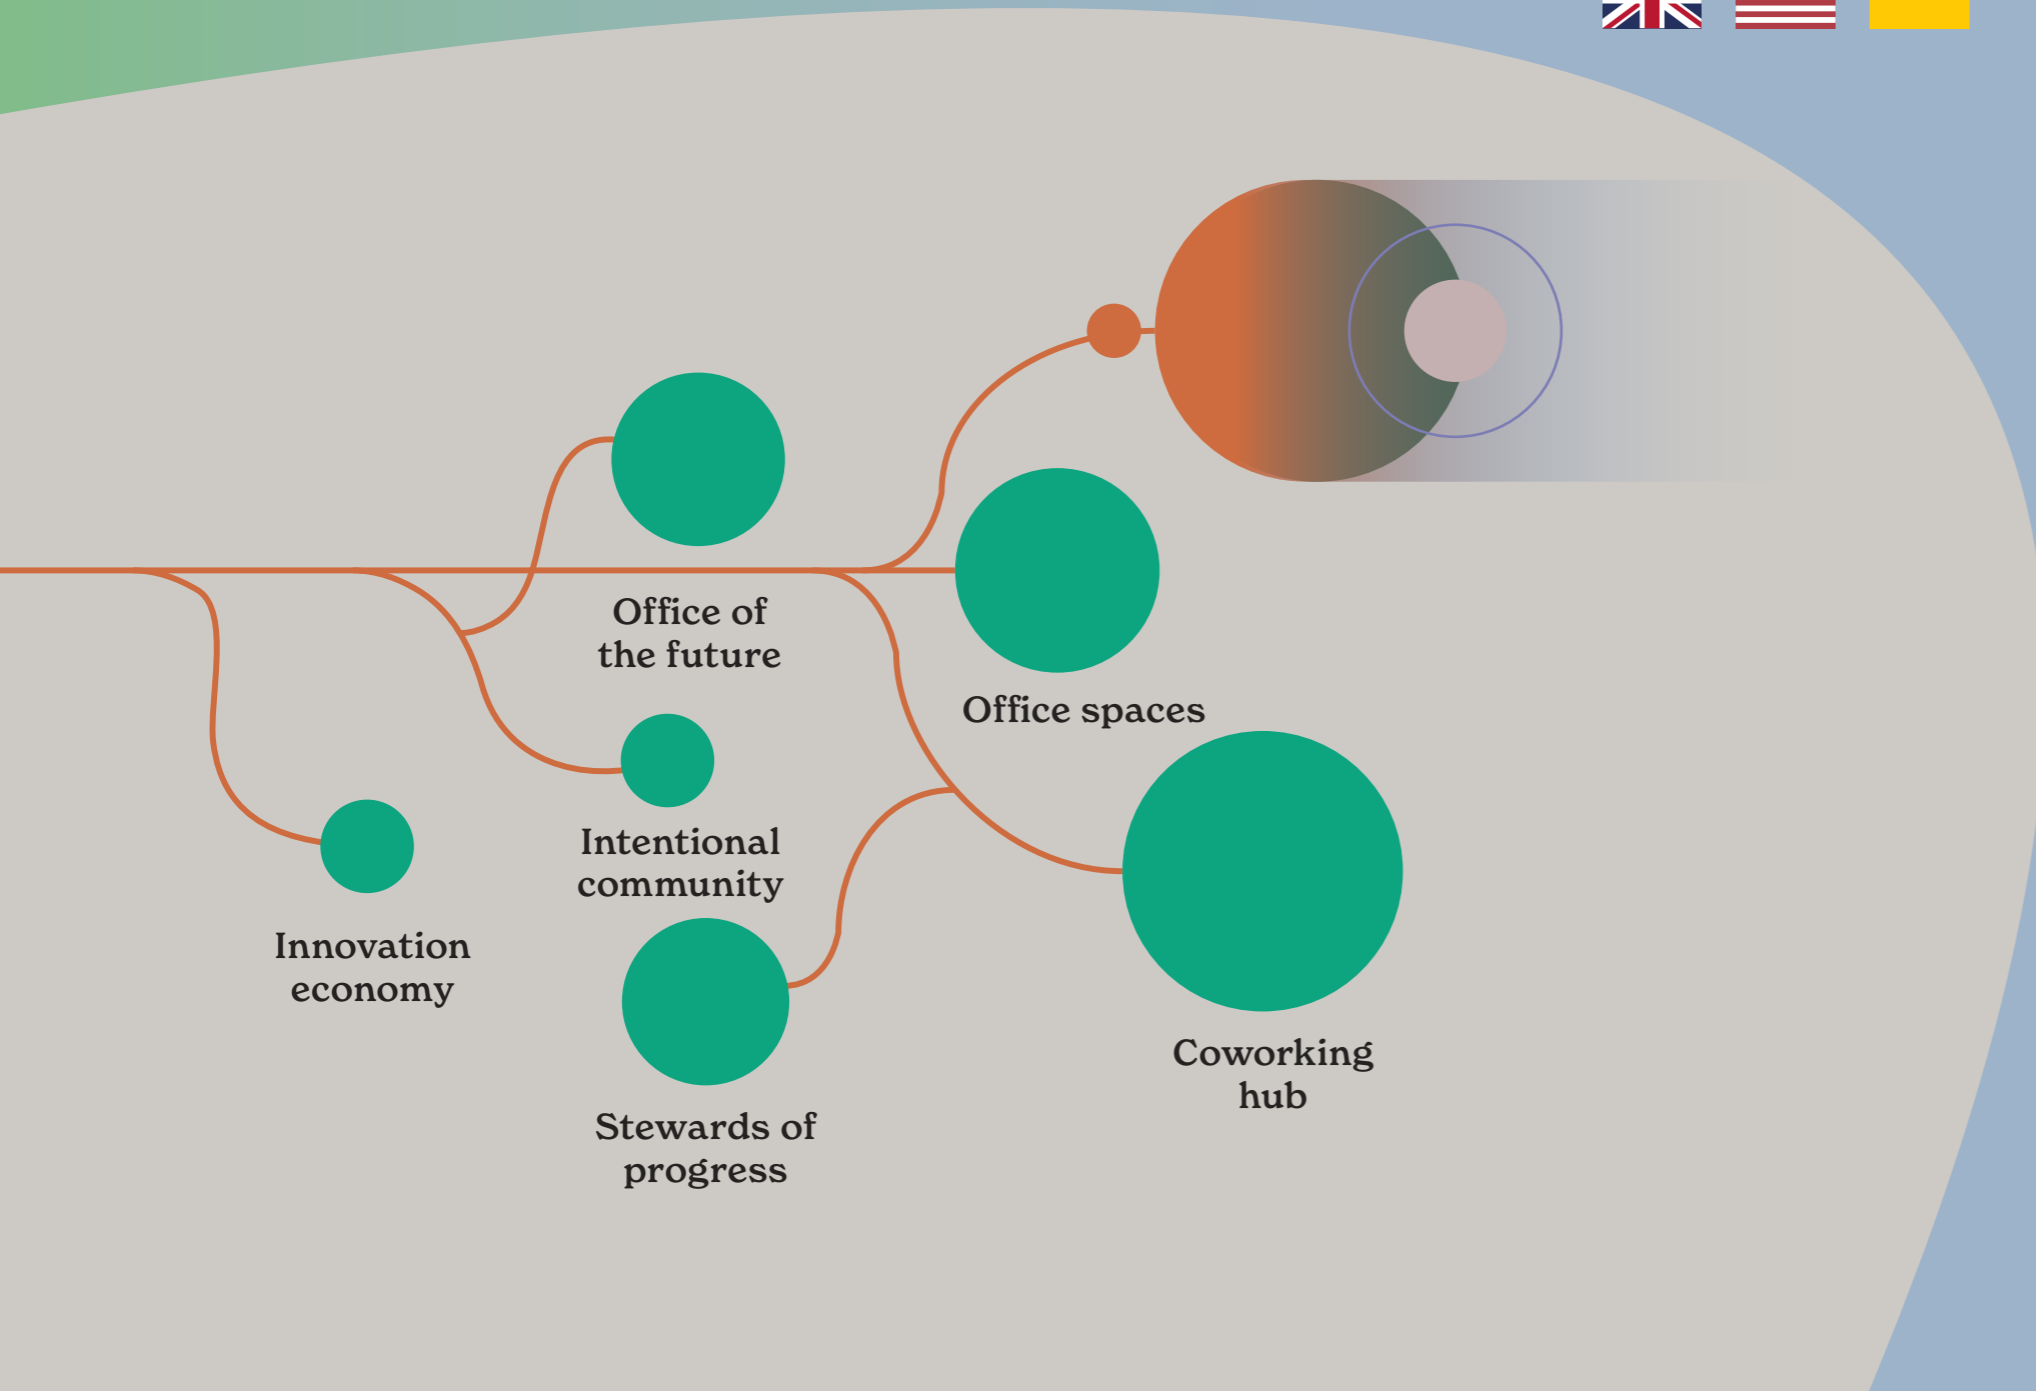 Office of
the future
Office spaces
Intentional
community
Innovation
economy
Stewards of
progress
Coworking
hub